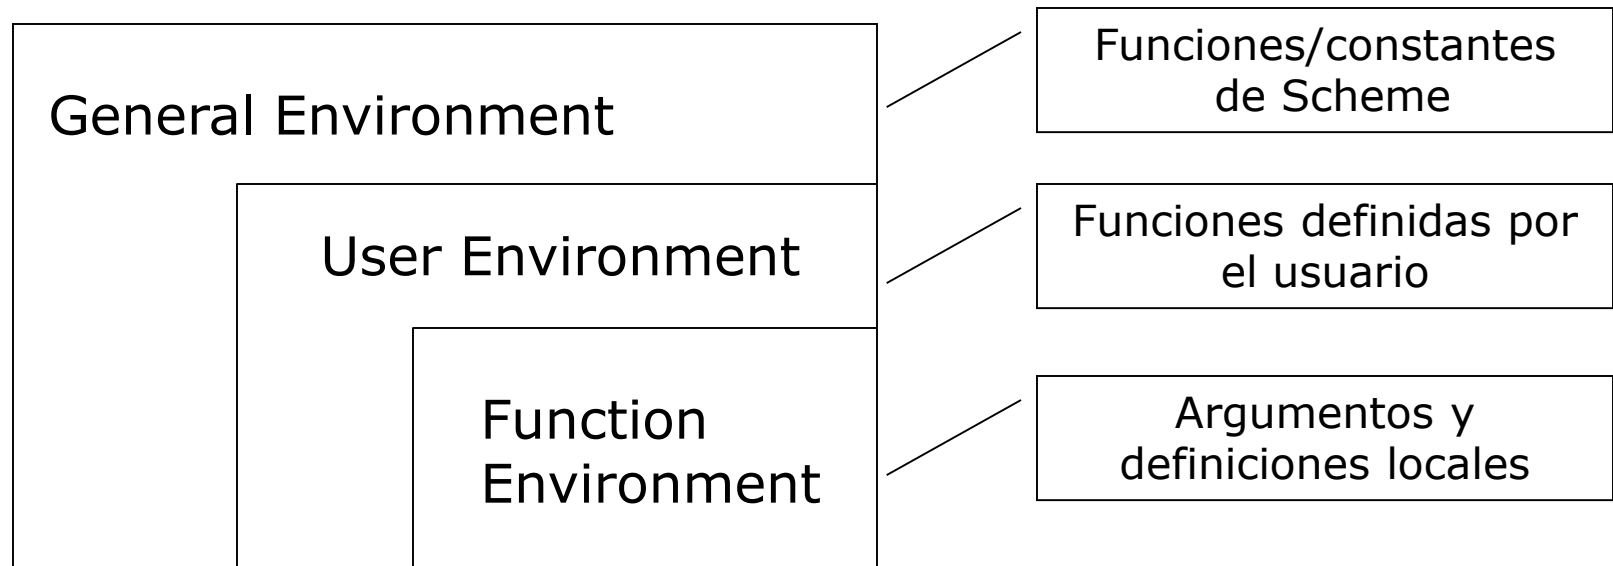 General Environment
Funciones/constantes
de Scheme
User Environment
Funciones definidas por
el usuario
Function
Environment
Argumentos y
definiciones locales